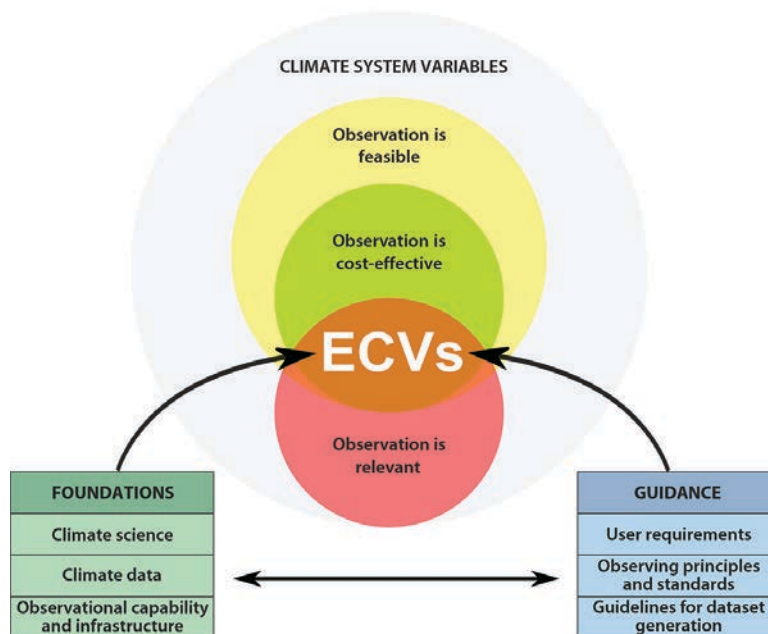 CLIMATE SYSTEM VARIABLES
Observation is
feasible
Observation is
cost-effective
ECVs
Observation is
relevant
FOUNDATIONS
Climate science
Climate data
Observational capability
and infrastructure
GUIDANCE
User requirements
Observing principles
and standards
Guidelines for dataset
generation